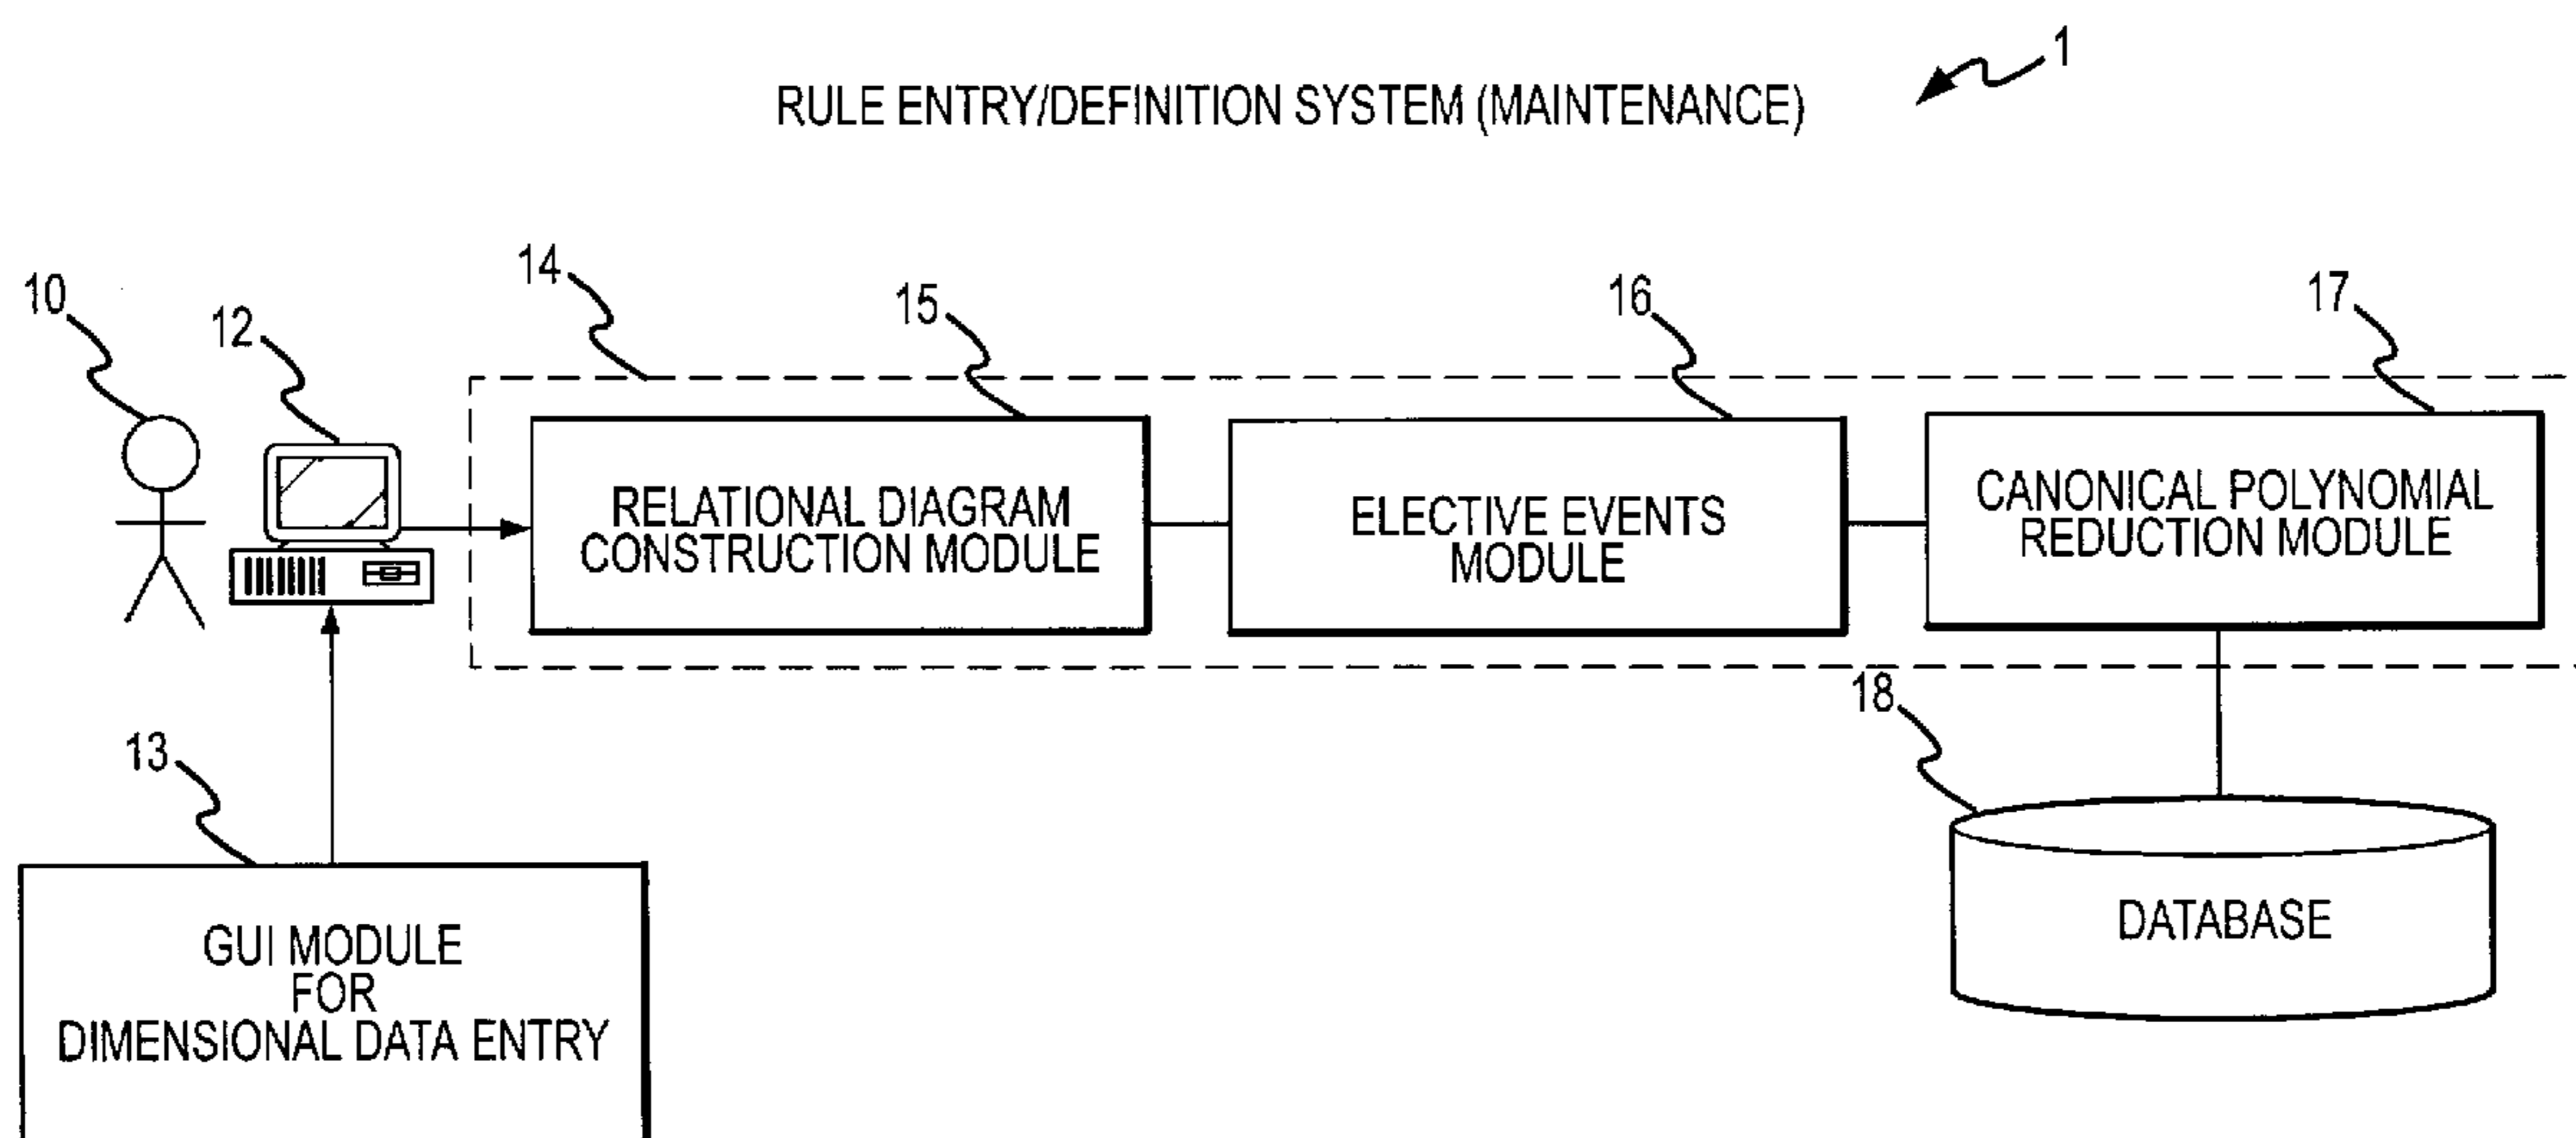 1
RULE ENTRY/DEFINITION SYSTEM (MAINTENANCE)
14
10
15
16
17
12
RELATIONAL DIAGRAM
CONSTRUCTION MODULE
ELECTIVE EVENTS
MODULE
CANONICAL POLYNOMIAL
REDUCTION MODULE
18
13
GUI MODULE
FOR
DIMENSIONAL DATA ENTRY
DATABASE